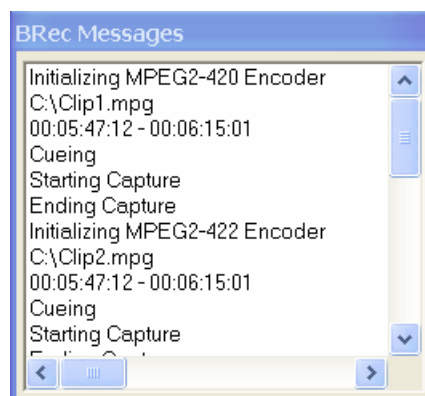 BRec Messages
Initializing MPEG2-420 Encoder
C:\Clip1.mpg
00:05:47:12 - 00:06:15:01
Cueing
Starting Capture
Ending Capture
Initializing MPEG2-422 Encoder
C:\Clip2.mpg
00:05:47:12 - 00:06:15:01
Cueing
Starting Capture